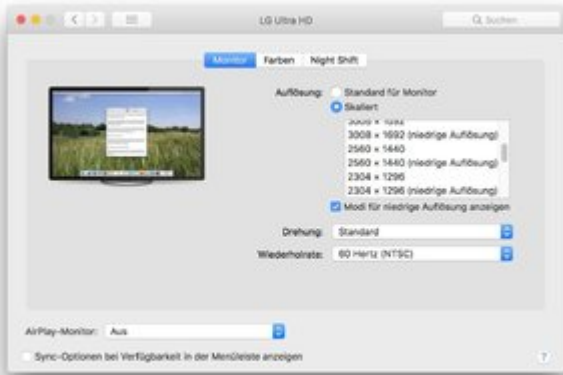 LG Ultra HD
Suchen
Monitor Farben Night Shift
Auflösung: Standard für Monitor
Skaliert
3008 × 1692
3008 × 1692 (niedrige Auflösung)
2560 × 1440
2560 × 1440 (niedrige Auflösung)
2304 × 1296
2304 × 1296 (niedrige Auflösung)
Modi für niedrige Auflösung anzeigen
Drehung: Standard
Wiederholrate: 60 Hertz (NTSC)
AirPlay-Monitor: Aus
Sync-Optionen bei Verfügbarkeit in der Menüleiste anzeigen
?